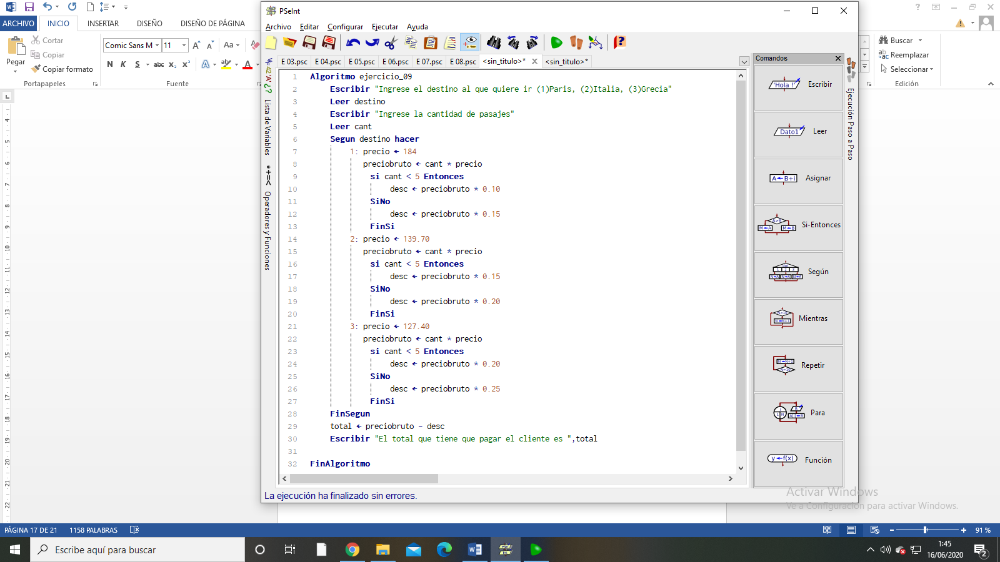 PSeInt
ARCHIVO INICIO INSERTAR DISEÑO DISEÑO DE PÁGINA
Pegar
Cortar
Copiar
Copiar formato
Portapapeles
Comic Sans M 11
N K S abc x₂ x²
Fuente
Archivo Editar Configurar Ejecutar Ayuda
E 03.psc E 04.psc E 05.psc E 06.psc E 07.psc E 08.psc <sin_titulo>* <sin_titulo>*
Lista de Variables
Operadores y Funciones
1 Algoritmo ejercicio_09
2 Escribir "Ingrese el destino al que quiere ir (1)Paris, (2)Italia, (3)Grecia"
3 Leer destino
4 Escribir "Ingrese la cantidad de pasajes"
5 Leer cant
6 Segun destino hacer
7 1: precio ← 184
8 preciobruto ← cant * precio
9 si cant < 5 Entonces
10 desc ← preciobruto * 0.10
11 SiNo
12 desc ← preciobruto * 0.15
13 FinSi
14 2: precio ← 139.70
15 preciobruto ← cant * precio
16 si cant < 5 Entonces
17 desc ← preciobruto * 0.15
18 SiNo
19 desc ← preciobruto * 0.20
20 FinSi
21 3: precio ← 127.40
22 preciobruto ← cant * precio
23 si cant < 5 Entonces
24 desc ← preciobruto * 0.20
25 SiNo
26 desc ← preciobruto * 0.25
27 FinSi
28 FinSegun
29 total ← preciobruto - desc
30 Escribir "El total que tiene que pagar el cliente es ",total
31
32 FinAlgoritmo
La ejecución ha finalizado sin errores.
Comandos
'Hola !' Escribir
Dato1 Leer
A←B+i Asignar
A>B M←A M←B Si-Entonces
Según
Mientras
Repetir
Para
y←f(x) Función
Ejecución Paso a Paso
Buscar
Reemplazar
Seleccionar
Edición
Activar Windows
Ve a Configuración para activar Windows.
PÁGINA 17 DE 21 1158 PALABRAS 91 %
Escribe aquí para buscar
1:45
16/06/2020
2